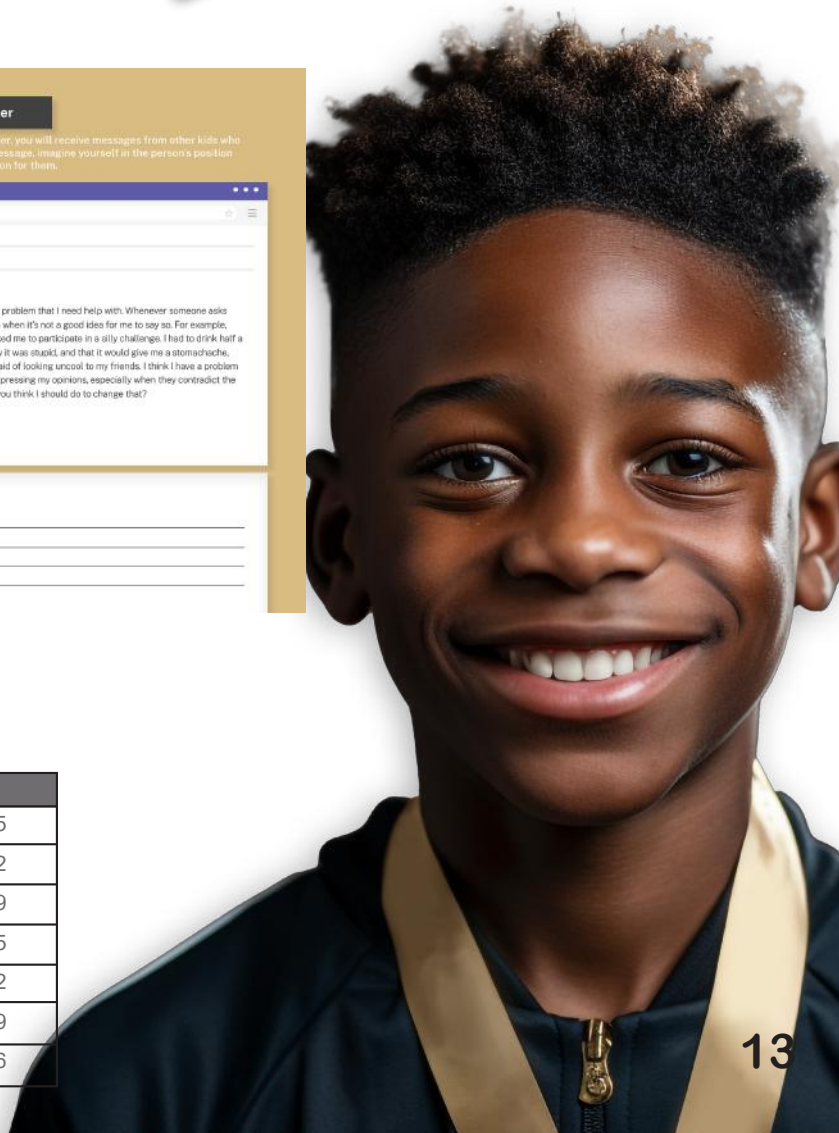 er
er, you will receive messages from other kids who
essage, imagine yourself in the person's position
on for them.
problem that I need help with. Whenever someone asks
when it's not a good idea for me to say so. For example,
ed me to participate in a silly challenge. I had to drink half a
it was stupid, and that it would give me a stomachache,
aid of looking uncool to my friends. I think I have a problem
pressing my opinions, especially when they contradict the
you think I should do to change that?
5
2
9
5
2
9
6
13